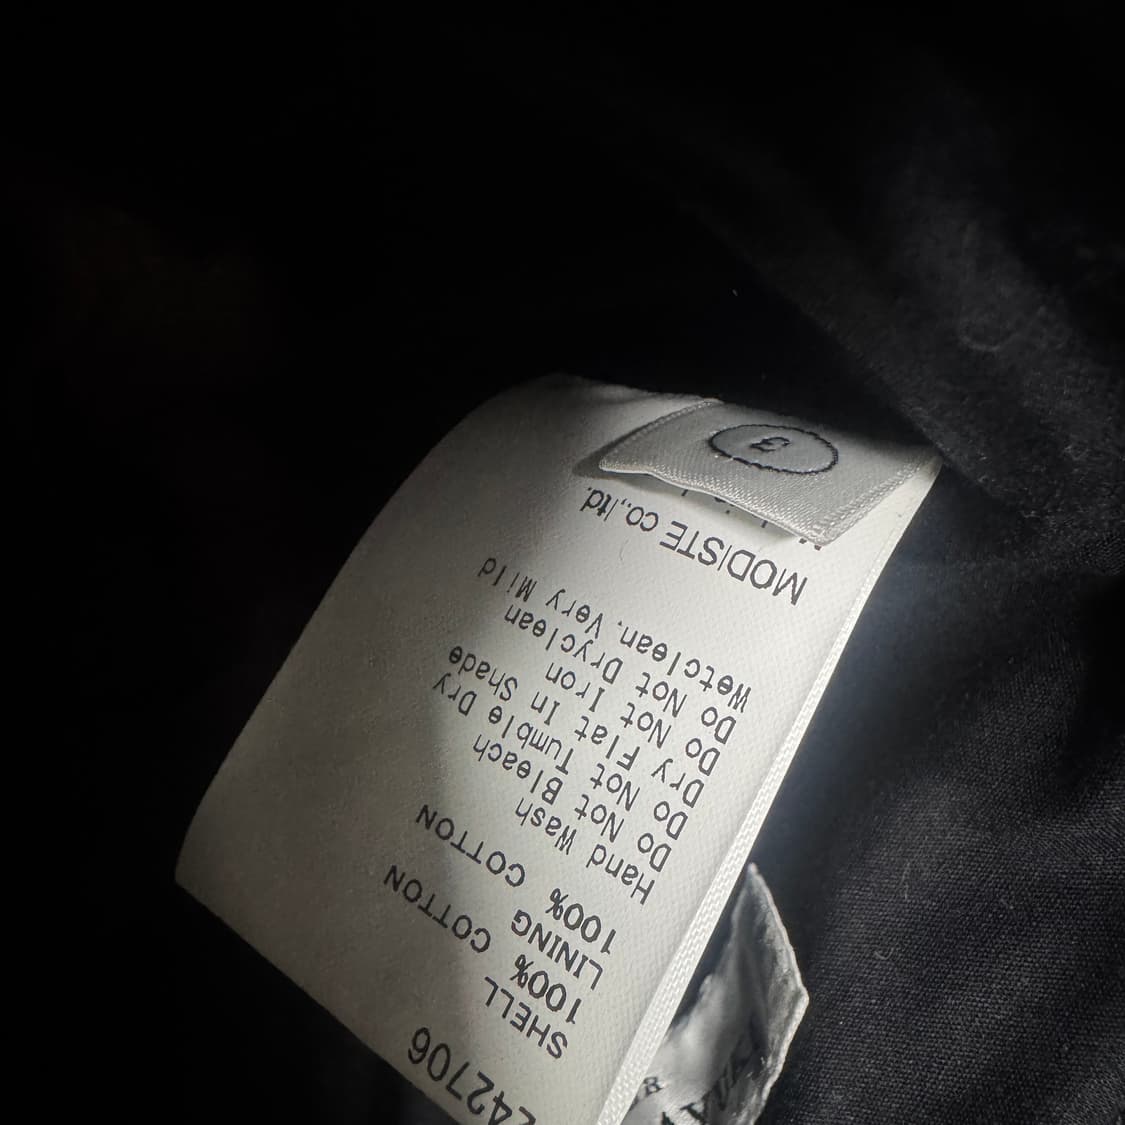 242706
SHELL
100% COTTON
LINING
100% COTTON
Hand Wash
Do Not Bleach
Do Not Tumble Dry
Dry Flat In Shade
Do Not Iron
Do Not Dryclean
Wetclean. Very Mild
MODISTE co.,ltd.
3